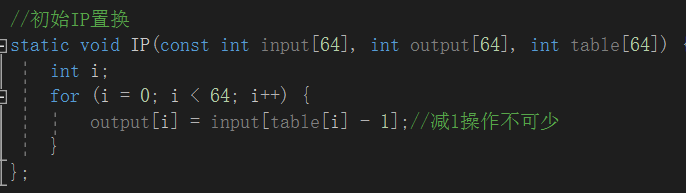 //初始IP置换
static void IP(const int input[64], int output[64], int table[64]) {
int i;
for (i = 0; i < 64; i++) {
output[i] = input[table[i] - 1];//减1操作不可少
}
};